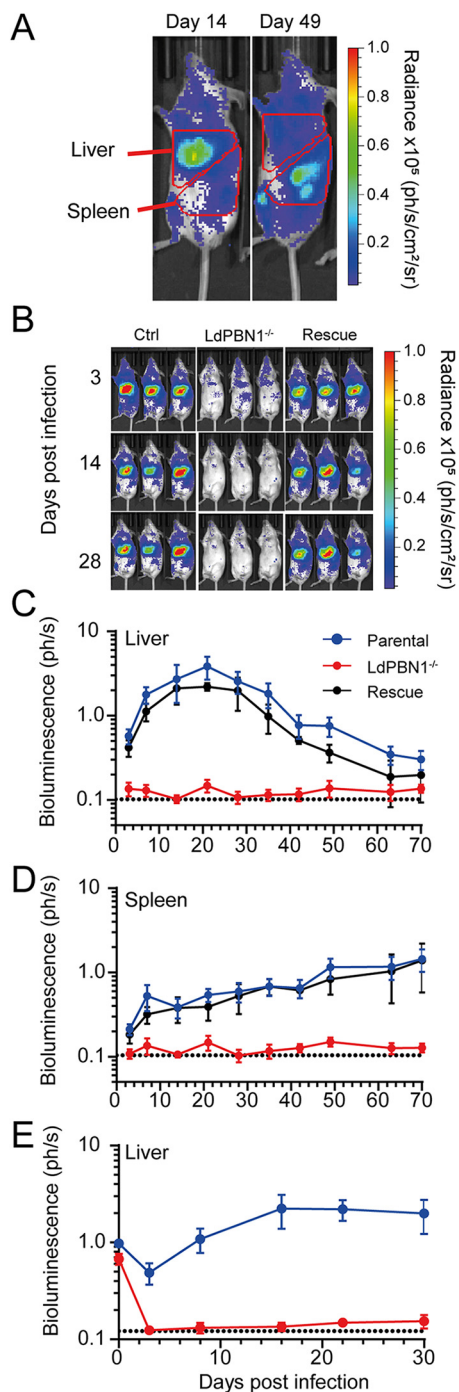 A
Day 14
Day 49
Liver
Spleen
1.0
0.8
0.6
0.4
0.2
Radiance x10⁵ (ph/s/cm²/sr)
B
Ctrl
LdPBN1⁻/⁻
Rescue
3
14
28
Days post infection
1.0
0.8
0.6
0.4
0.2
Radiance x10⁵ (ph/s/cm²/sr)
C
Liver
Parental
LdPBN1⁻/⁻
Rescue
Bioluminescence (ph/s)
10
1.0
0.1
0 10 20 30 40 50 60 70
D
Spleen
Bioluminescence (ph/s)
10
1.0
0.1
0 10 20 30 40 50 60 70
E
Liver
Bioluminescence (ph/s)
10
1.0
0.1
0 10 20 30
Days post infection